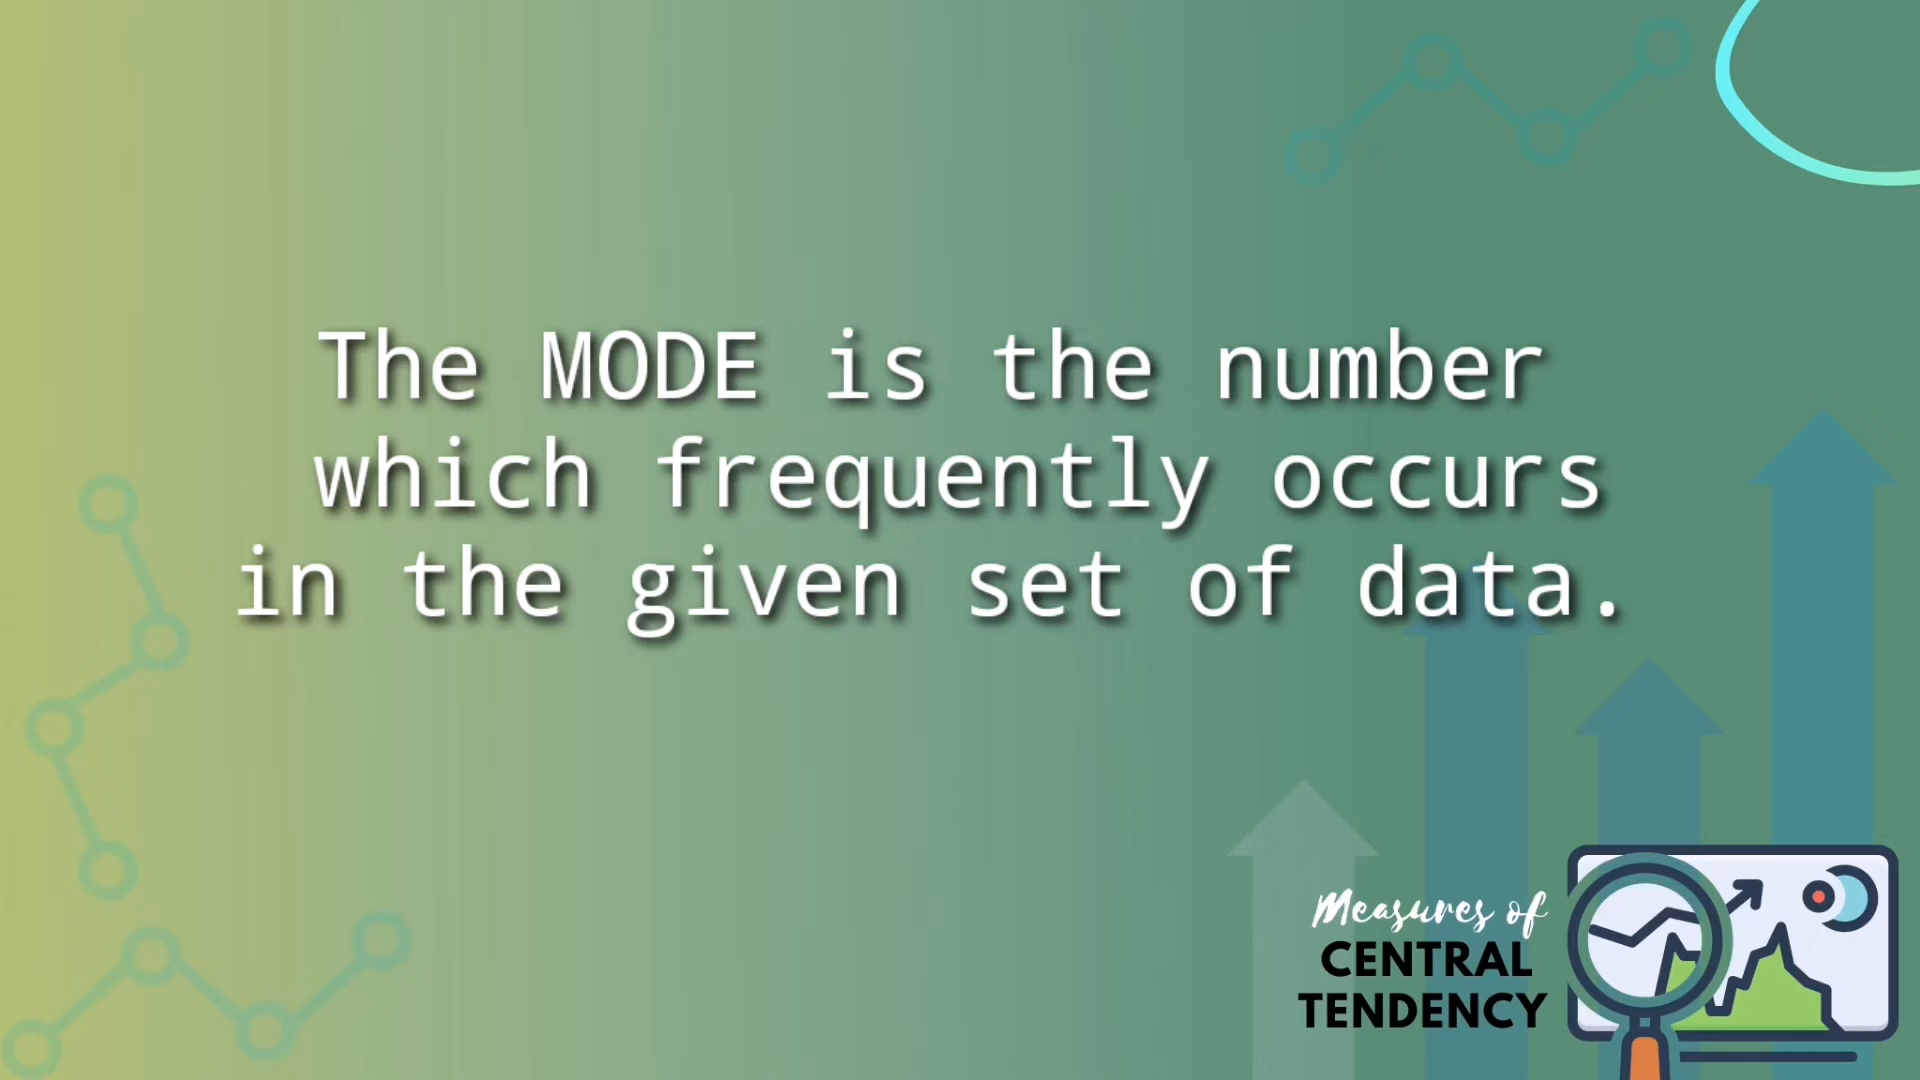 The MODE is the number
which frequently occurs
in the given set of data.
Measures of
CENTRAL
TENDENCY